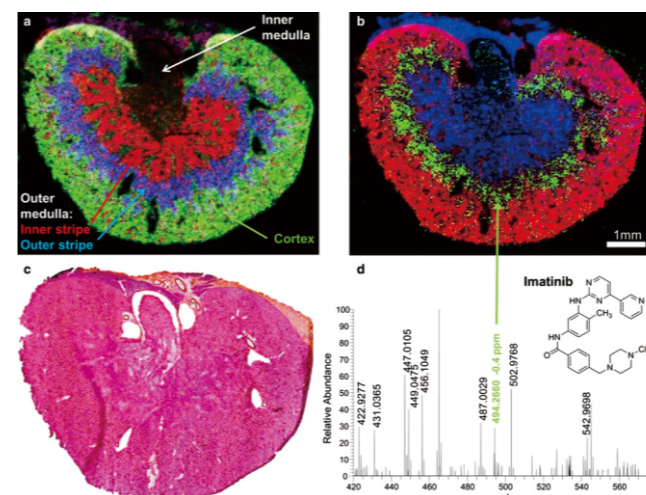 a
Inner
medulla
Outer
medulla:
Inner stripe
Outer stripe
Cortex
b
1mm
c
d
Imatinib
N
N
N
HN
CH₃
HN
O
N
N
Relative Abundance
100
90
80
70
60
50
40
30
20
10
0
422.9277
431.0365
447.0105
449.0475
456.1049
487.0029
494.2660 -0.4 ppm
502.9768
542.9698
420
440
460
480
500
520
540
560